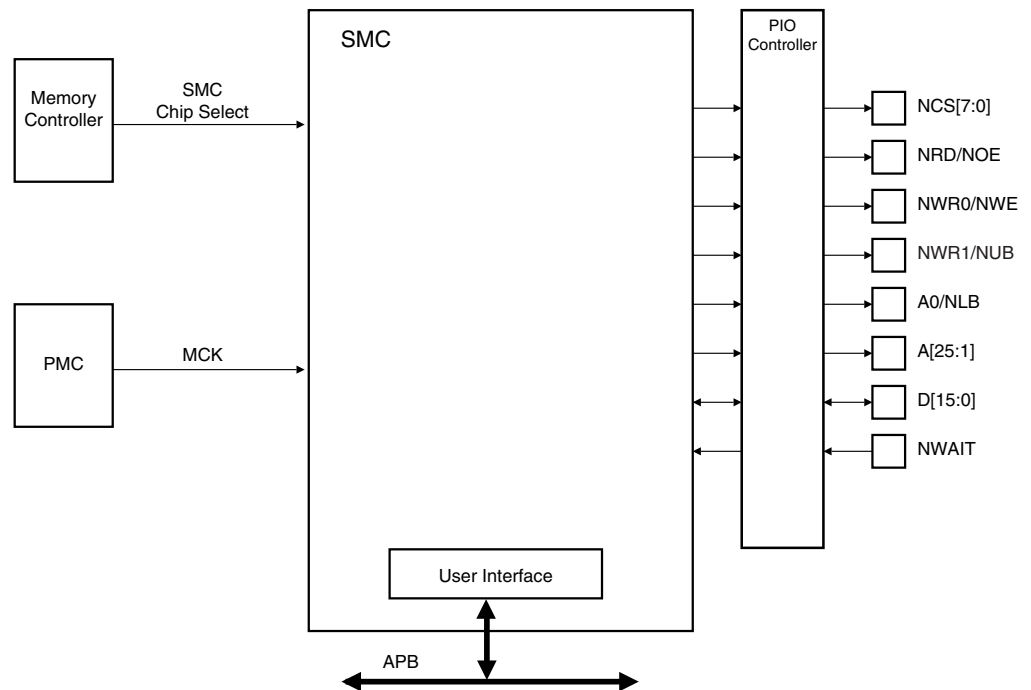 SMC
PIO
Controller
Memory
Controller
SMC
Chip Select
NCS[7:0]
NRD/NOE
NWR0/NWE
NWR1/NUB
A0/NLB
PMC
MCK
A[25:1]
D[15:0]
NWAIT
User Interface
APB